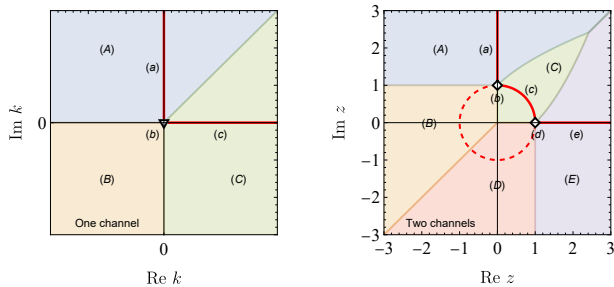 (A)
(a)
Im k
0
(b)
(c)
(B)
(C)
One channel
0
Re k
3
2
1
0
−1
−2
−3
Im z
(A)
(a)
(C)
(b)
(c)
(B)
(d)
(e)
(D)
(E)
Two channels
−3 −2 −1 0 1 2 3
Re z